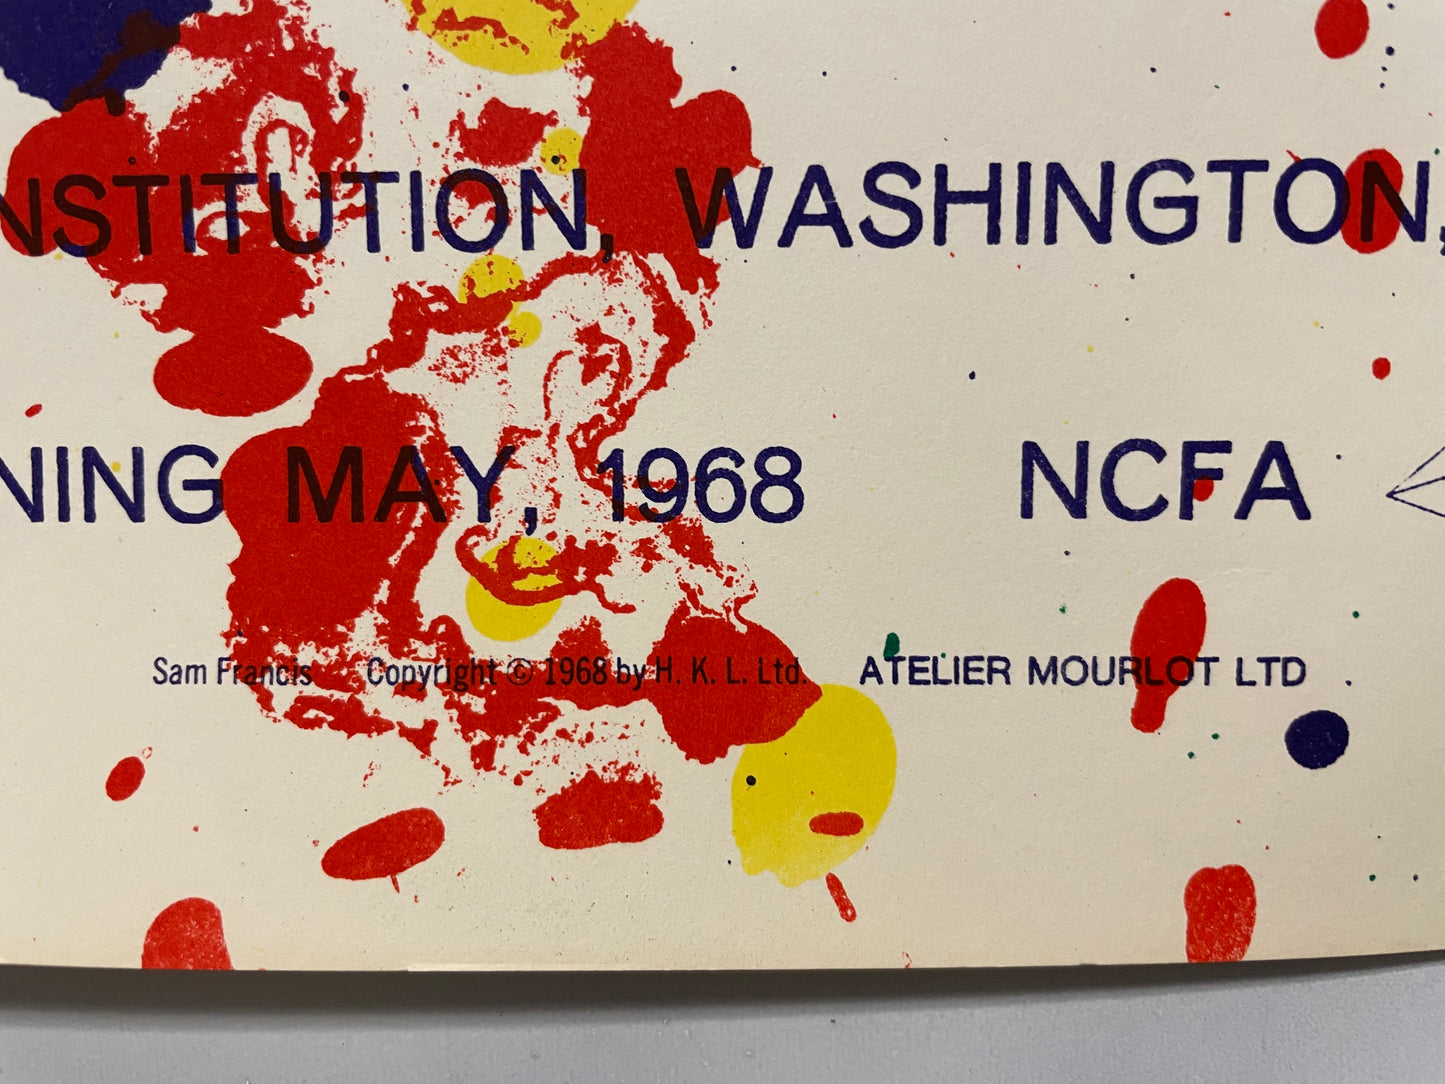 NSTITUTION, WASHINGTON,
NING MAY, 1968 NCFA
Sam Francis Copyright © 1968 by H. K. L. Ltd. ATELIER MOURLOT LTD .